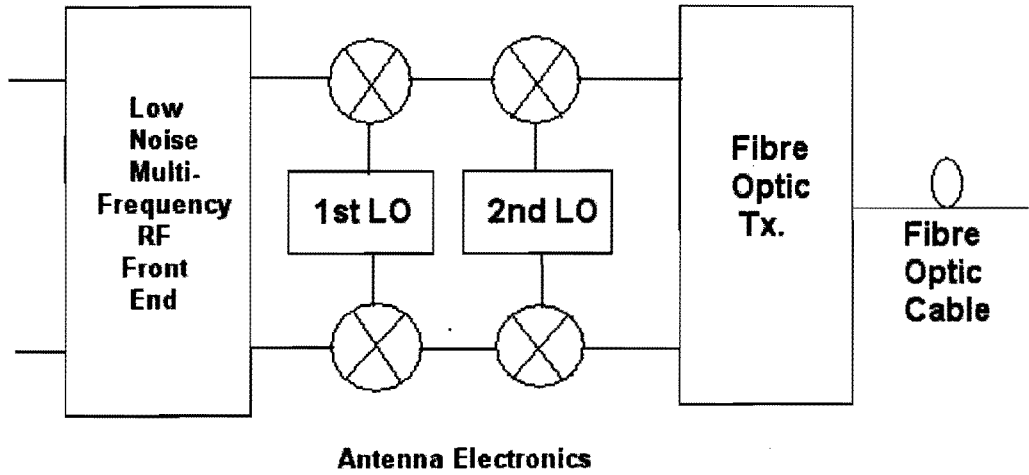 Low
Noise
Multi-
Frequency
RF
Front
End
1st LO
2nd LO
Fibre
Optic
Tx.
Fibre
Optic
Cable
Antenna Electronics